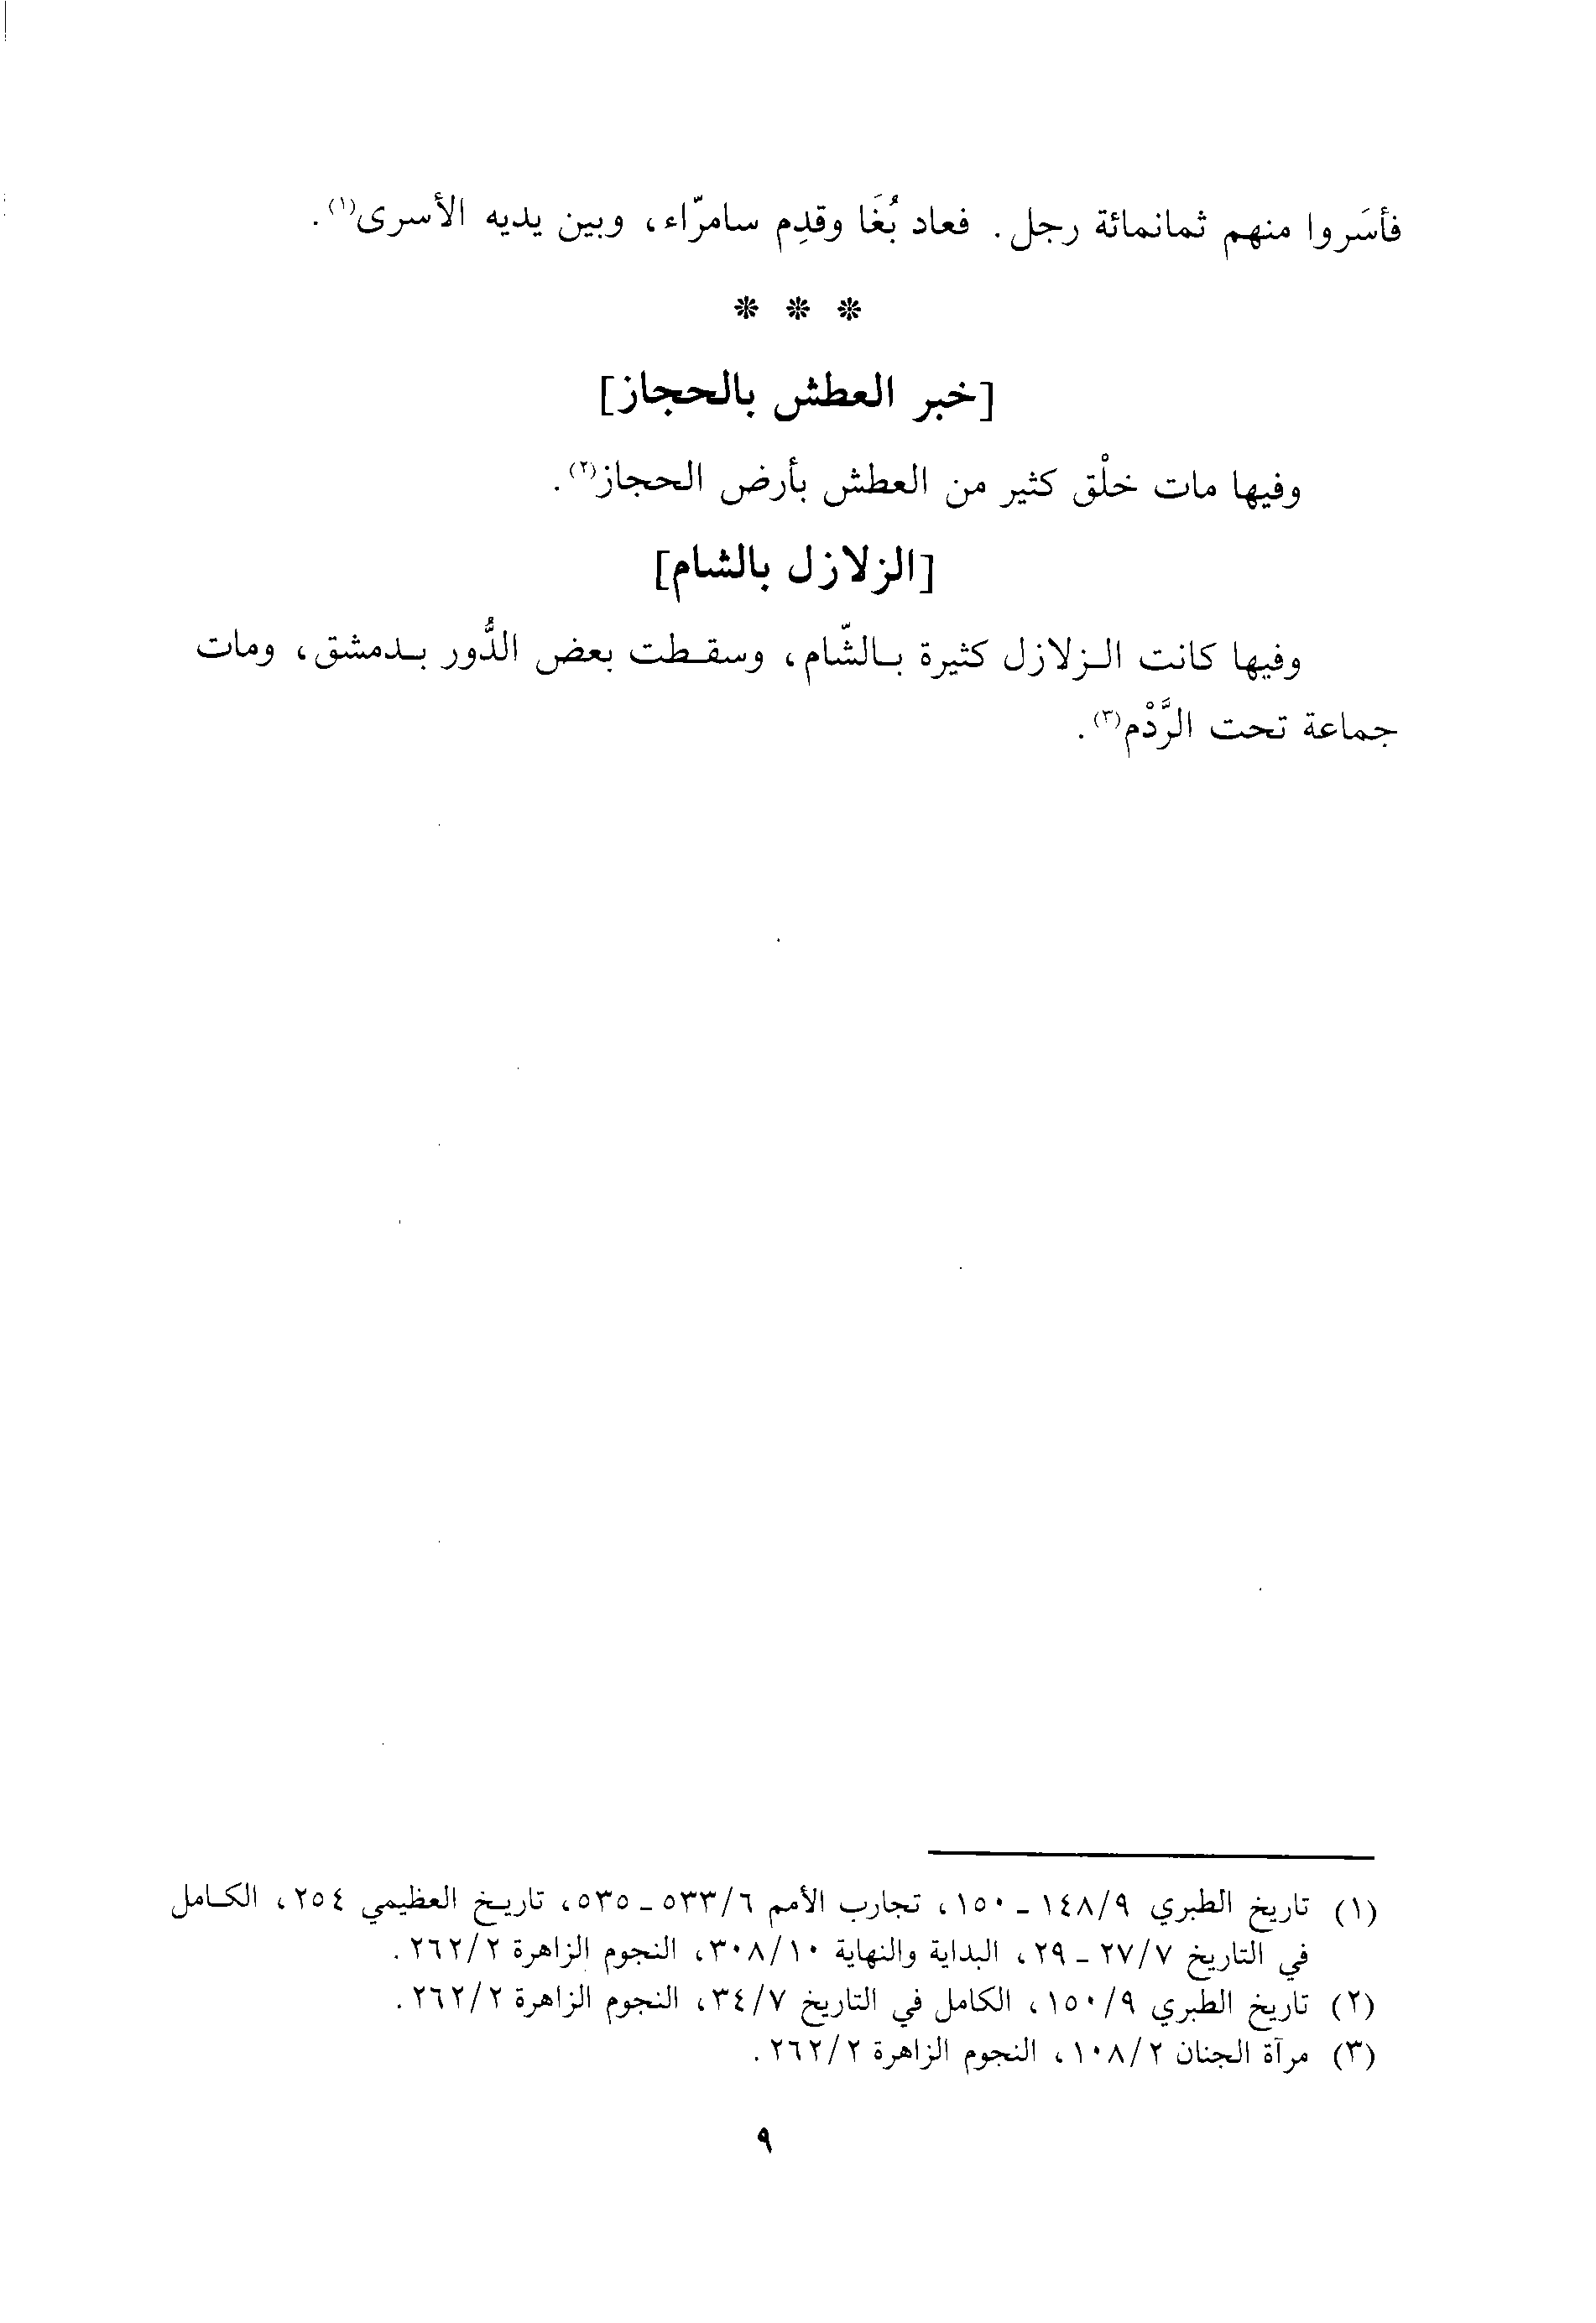 فأسَروا منهم ثمانمائة رجل. فعاد بُغَا وقدِم سامرّاء، وبين يديه الأسرى(١).
* * *
[خبر العطش بالحجاز]
وفيها مات خلْق كثير من العطش بأرض الحجاز(٢).
[الزلازل بالشام]
وفيها كانت الزلازل كثيرة بالشّام، وسقطت بعض الدُّور بدمشق، ومات
جماعة تحت الرَّدْم(٣).
(١) تاريخ الطبري ١٤٨/٩ - ١٥٠، تجارب الأمم ٥٣٣/٦ - ٥٣٥، تاريخ العظيمي ٢٥٤، الكامل
في التاريخ ٢٧/٧ - ٢٩، البداية والنهاية ٣٠٨/١٠، النجوم الزاهرة ٢٦٢/٢.
(٢) تاريخ الطبري ١٥٠/٩، الكامل في التاريخ ٣٤/٧، النجوم الزاهرة ٢٦٢/٢.
(٣) مرآة الجنان ١٠٨/٢، النجوم الزاهرة ٢٦٢/٢.
٩